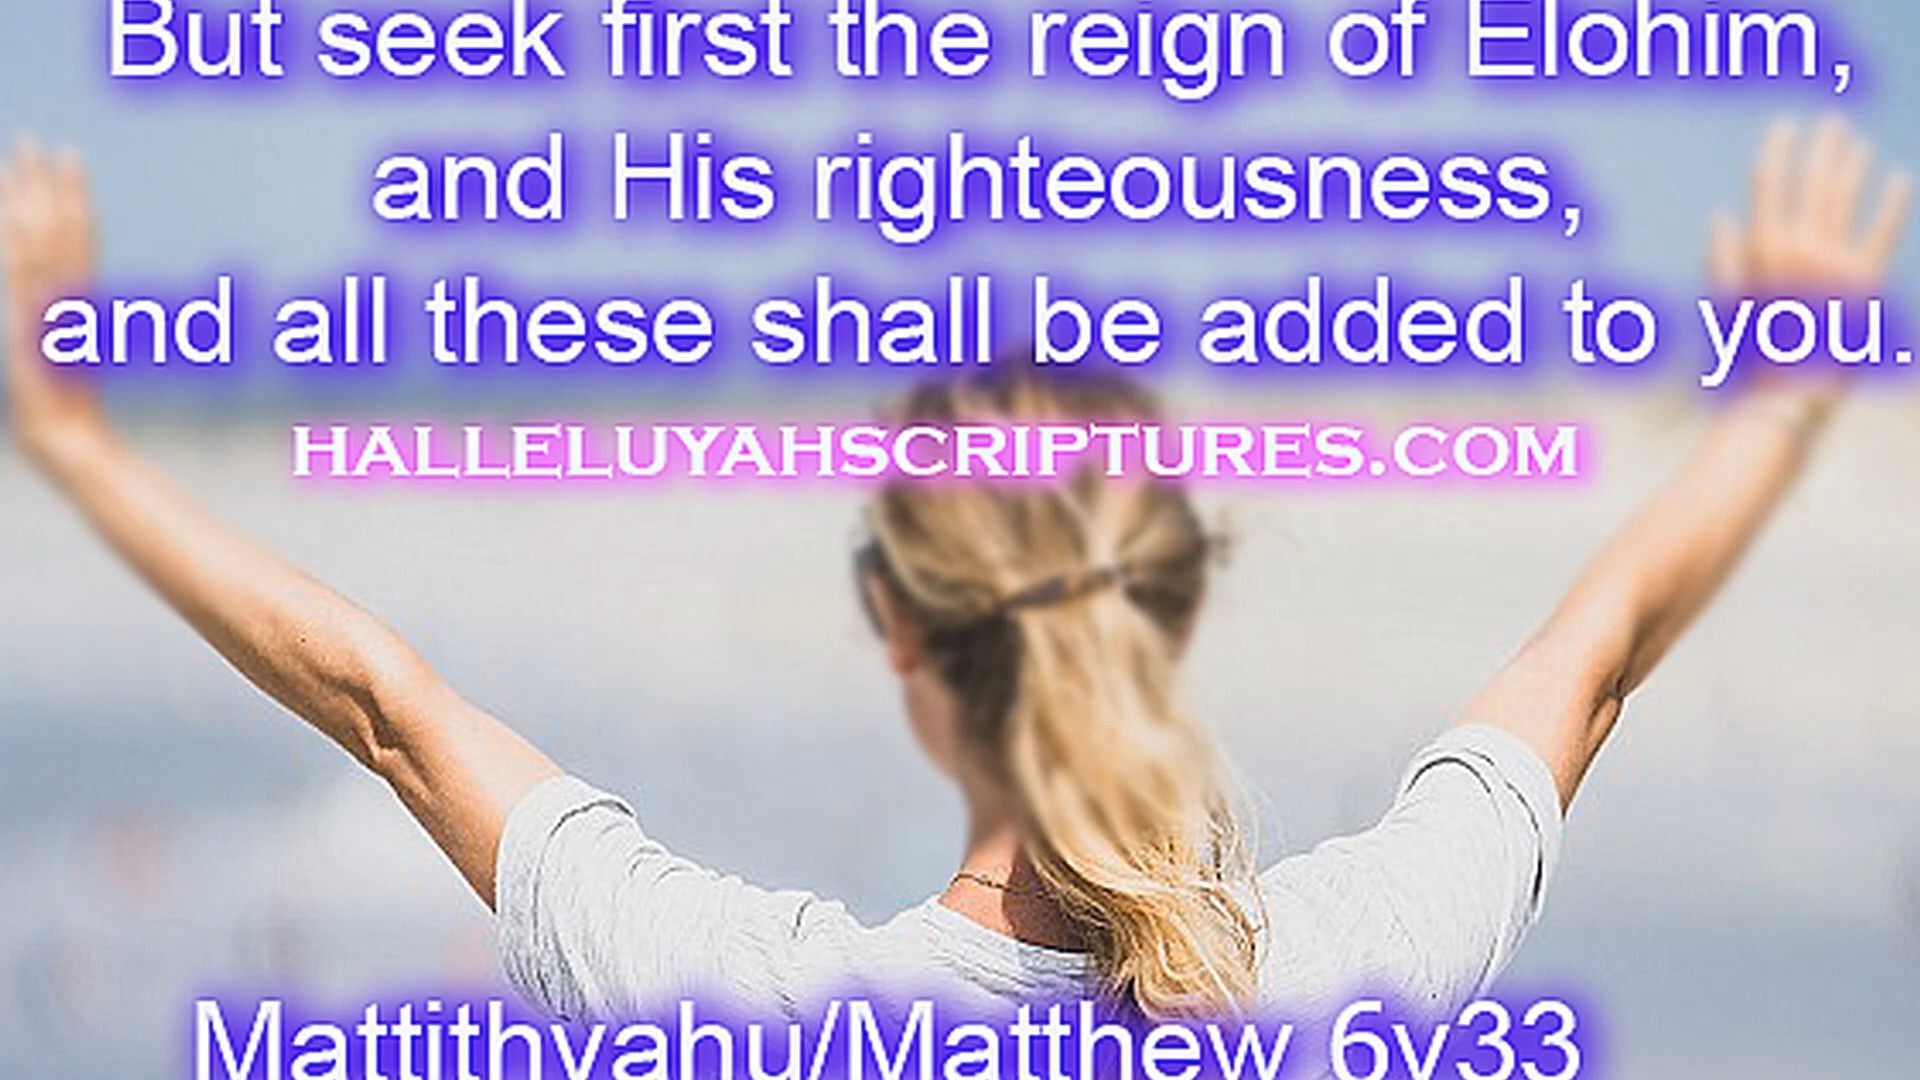 But seek first the reign of Elohim,
and His righteousness,
and all these shall be added to you.
HALLELUYAHSCRIPTURES.COM
Mattithyahu/Matthew 6v33